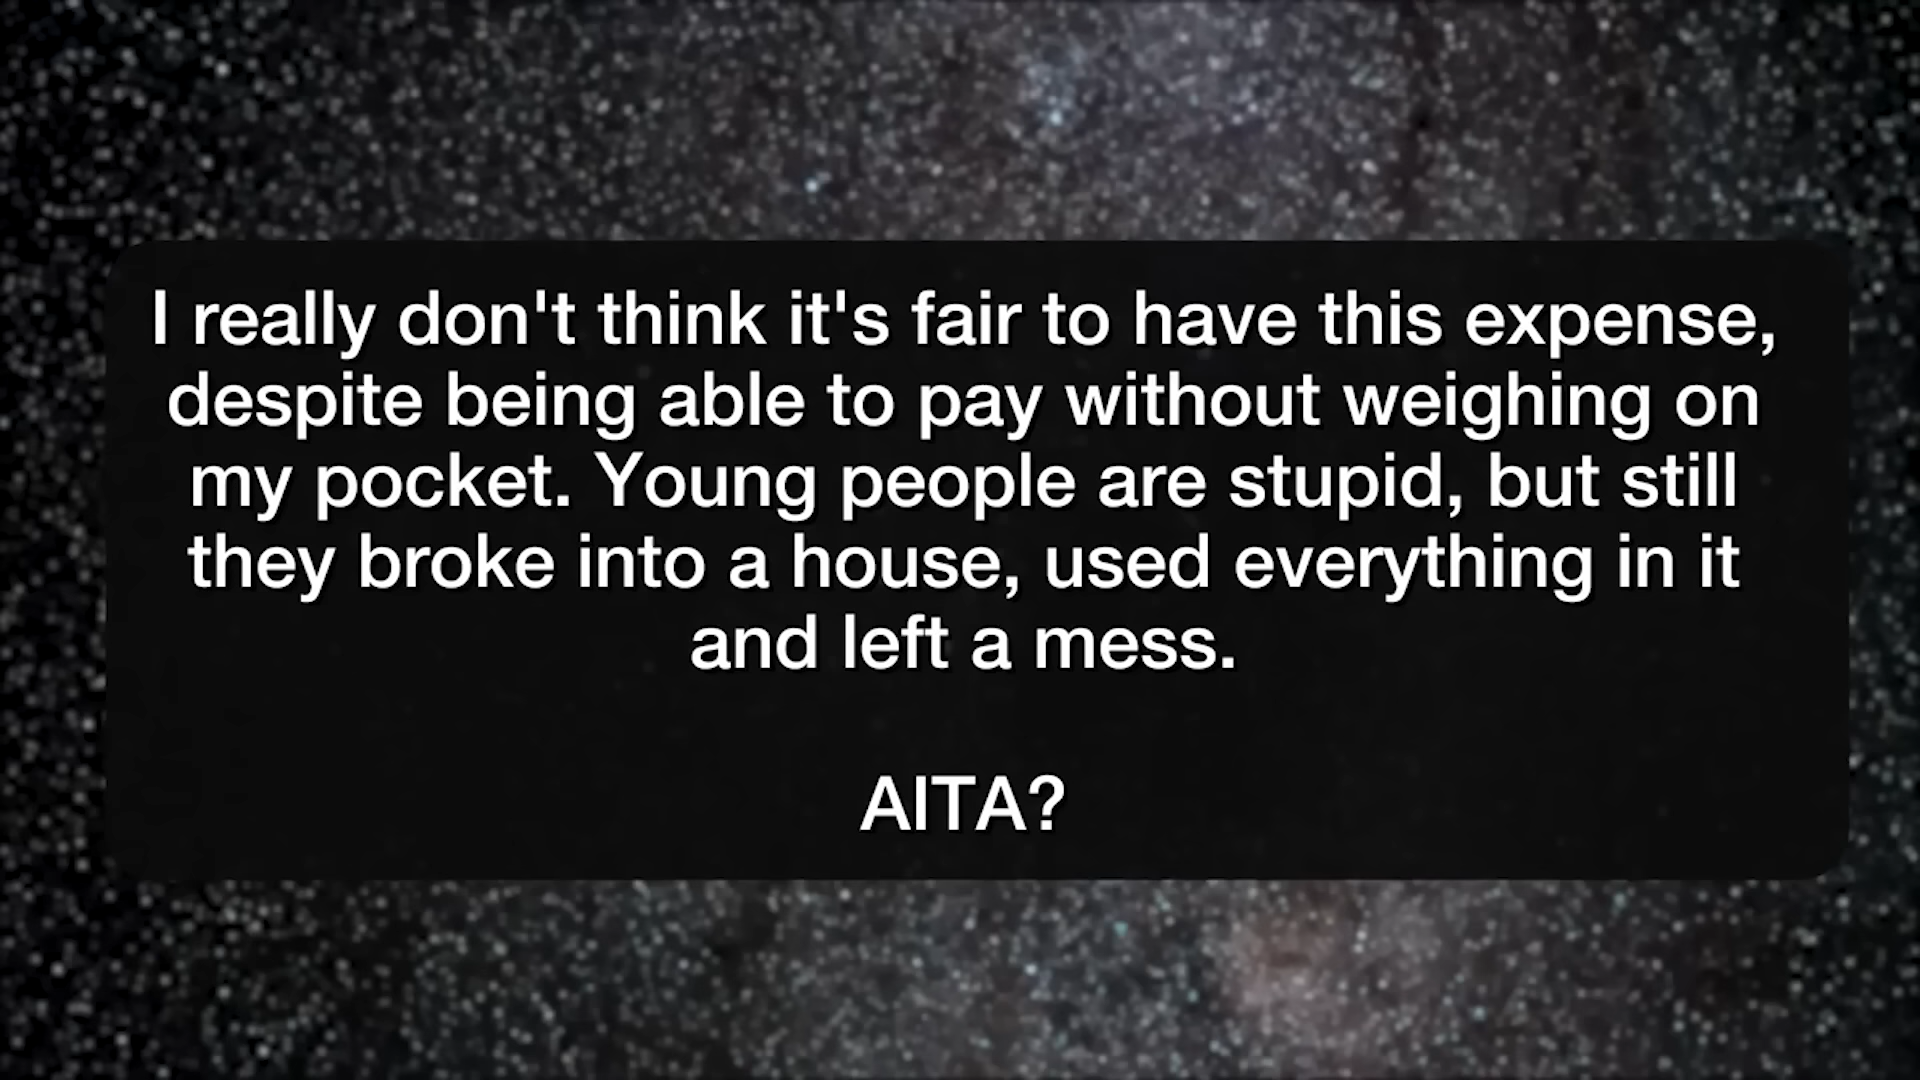 I really don't think it's fair to have this expense,
despite being able to pay without weighing on
my pocket. Young people are stupid, but still
they broke into a house, used everything in it
and left a mess.
AITA?